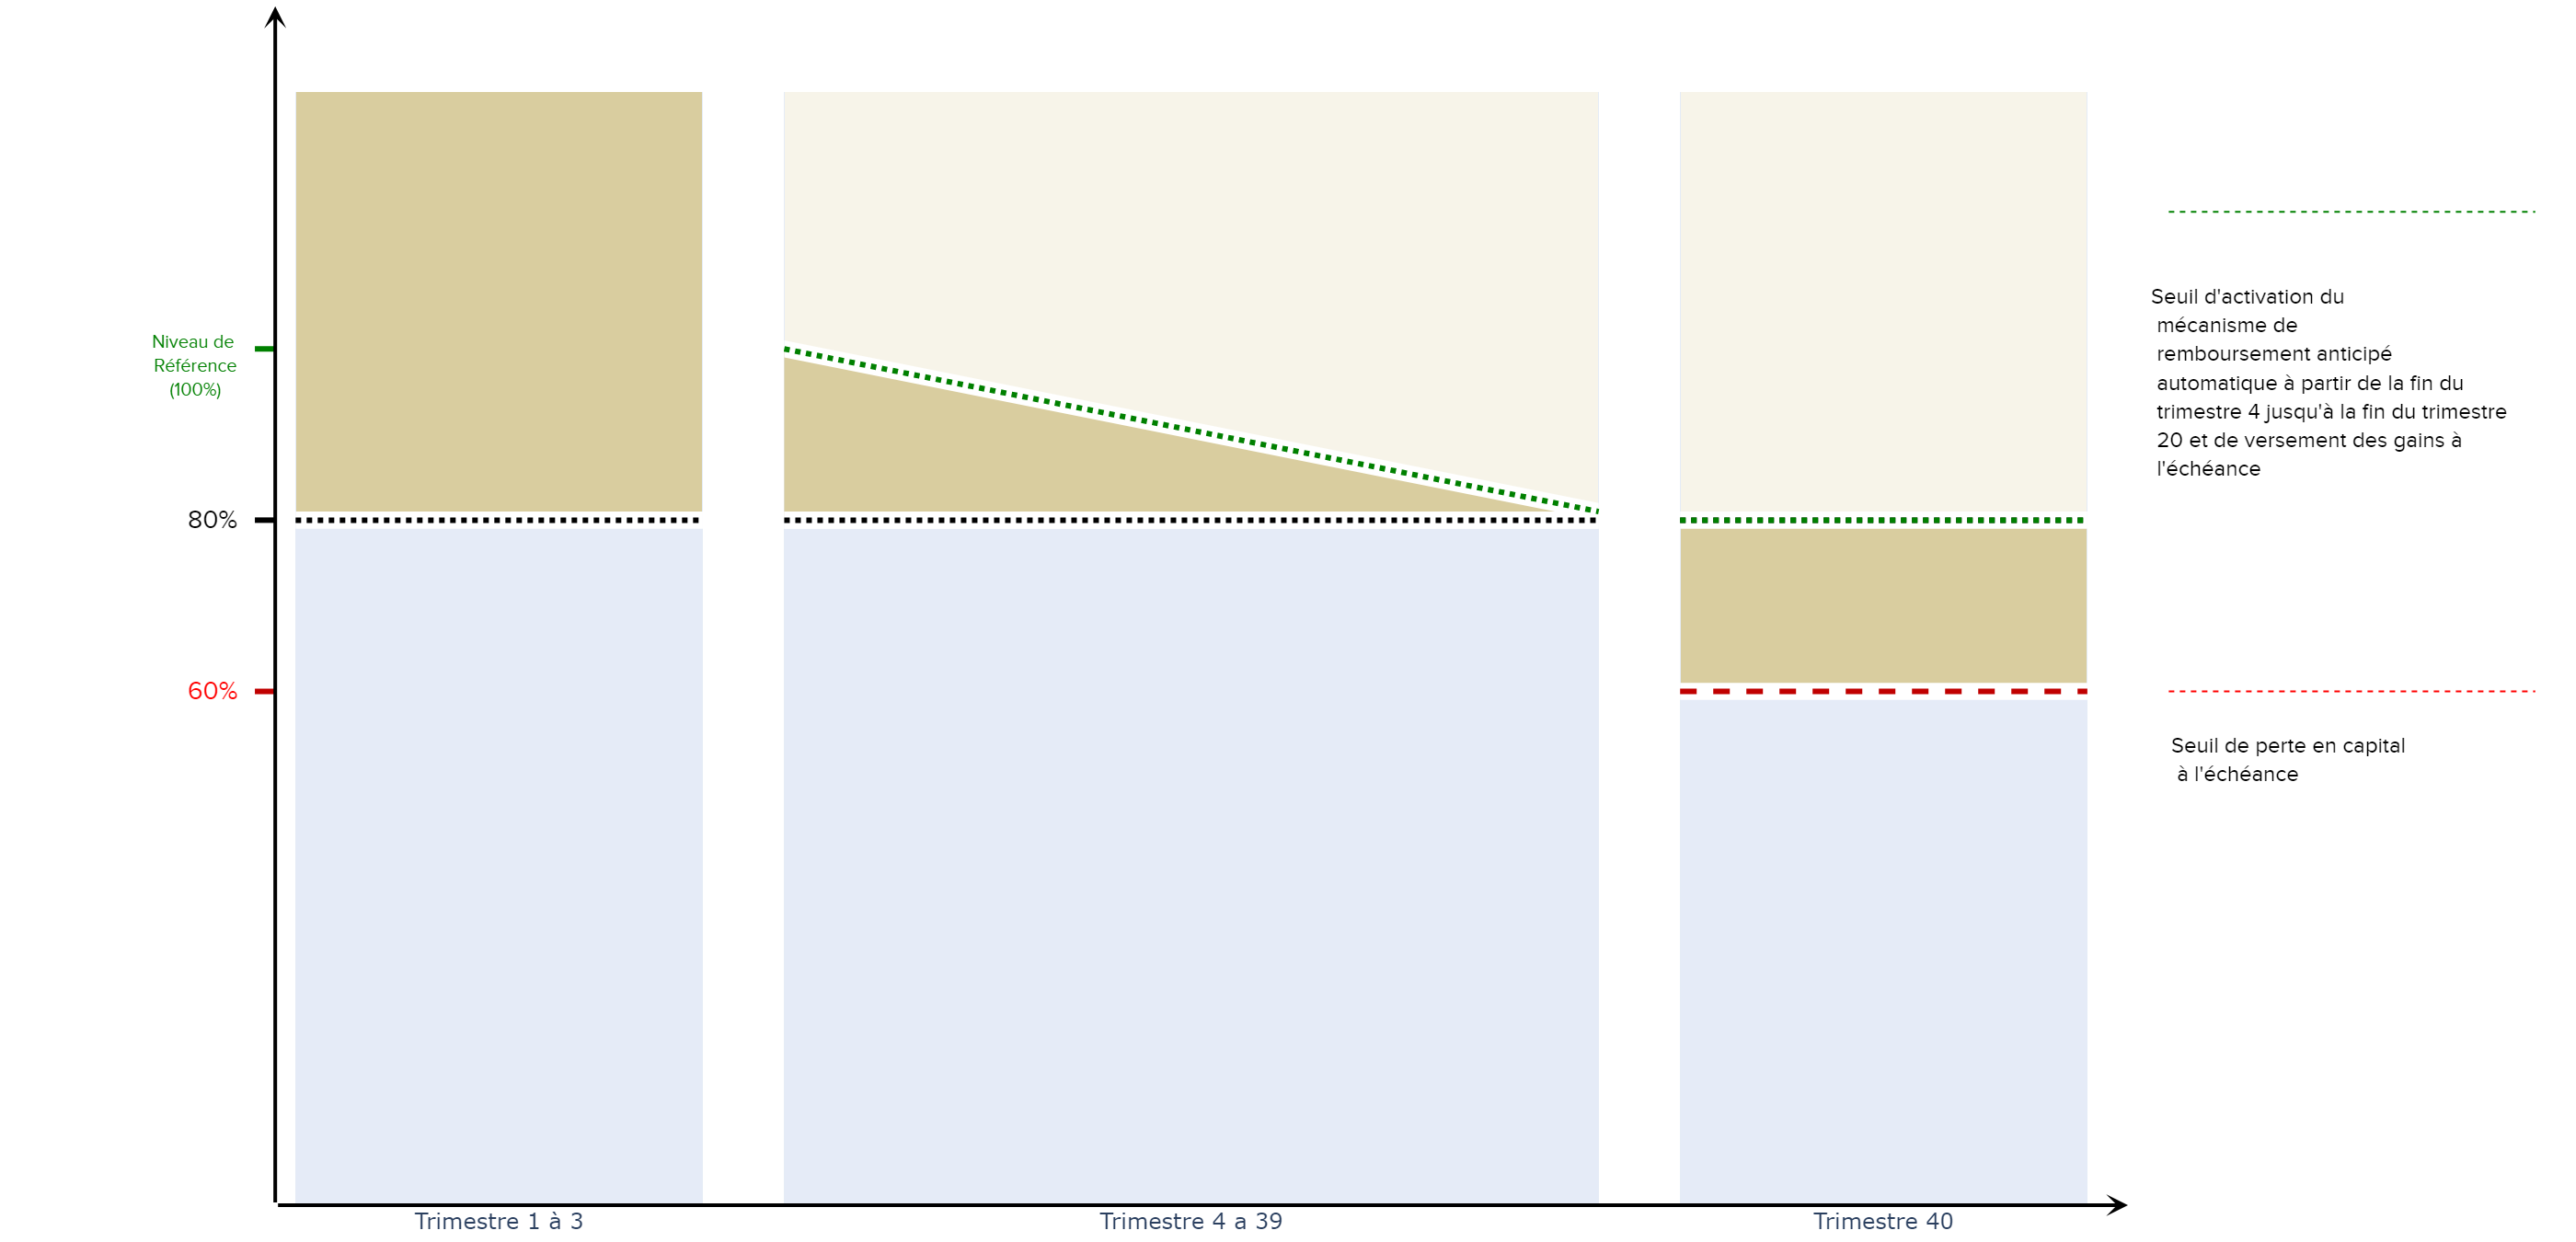 Niveau de
Référence
(100%)
80%
60%
Seuil d'activation du
mécanisme de
remboursement anticipé
automatique à partir de la fin du
trimestre 4 jusqu'à la fin du trimestre
20 et de versement des gains à
l'échéance
Seuil de perte en capital
à l'échéance
Trimestre 1 à 3
Trimestre 4 a 39
Trimestre 40